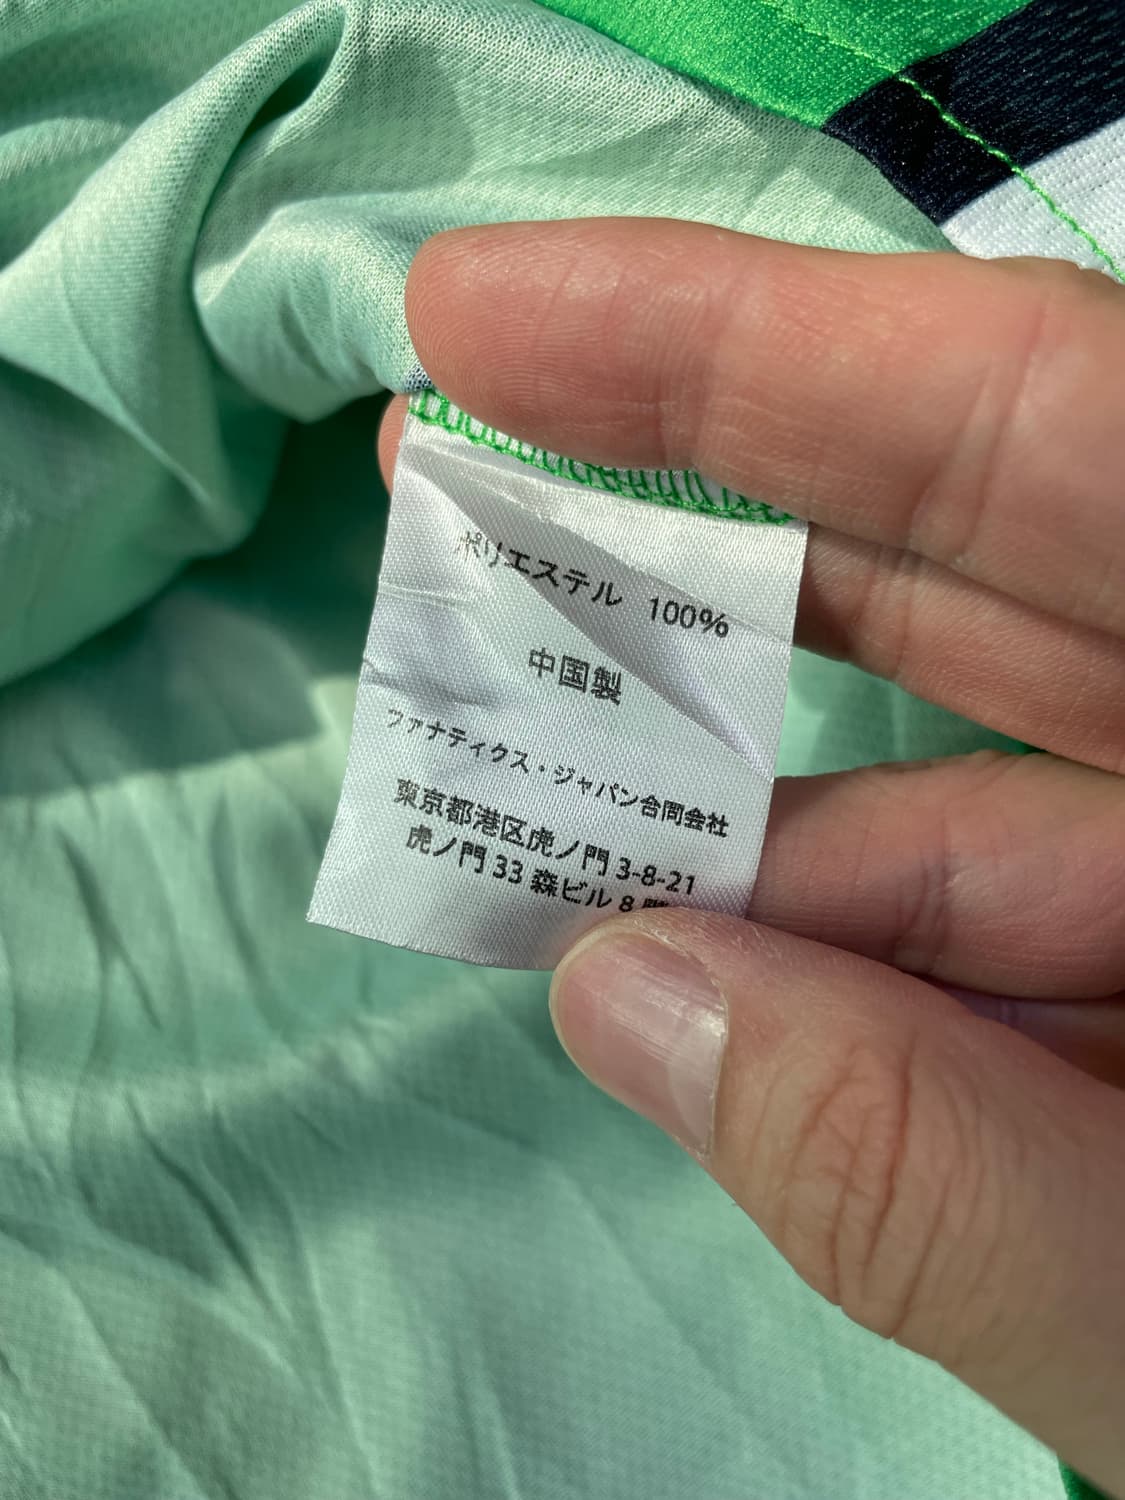 ポリエステル 100%
中国製
ファナティクス・ジャパン合同会社
東京都港区虎ノ門 3-8-21
虎ノ門 33 森ビル 8